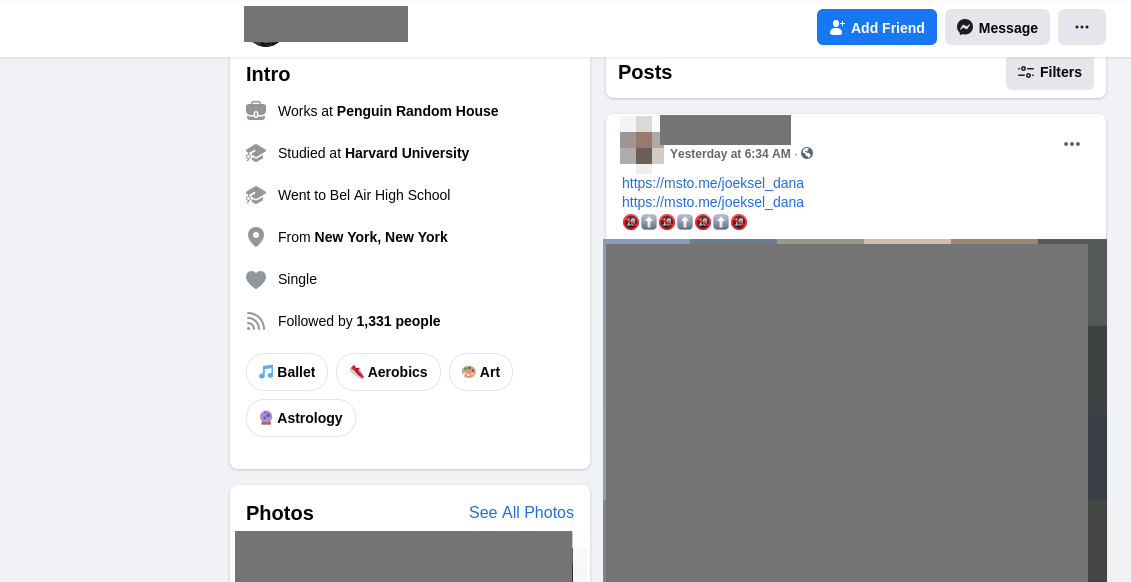 Add Friend
Message
Intro
Works at Penguin Random House
Studied at Harvard University
Went to Bel Air High School
From New York, New York
Single
Followed by 1,331 people
Ballet
Aerobics
Art
Astrology
Photos
See All Photos
Posts
Filters
Yesterday at 6:34 AM ·
https://msto.me/joeksel_dana
https://msto.me/joeksel_dana
🔞⬆️🔞⬆️🔞⬆️🔞